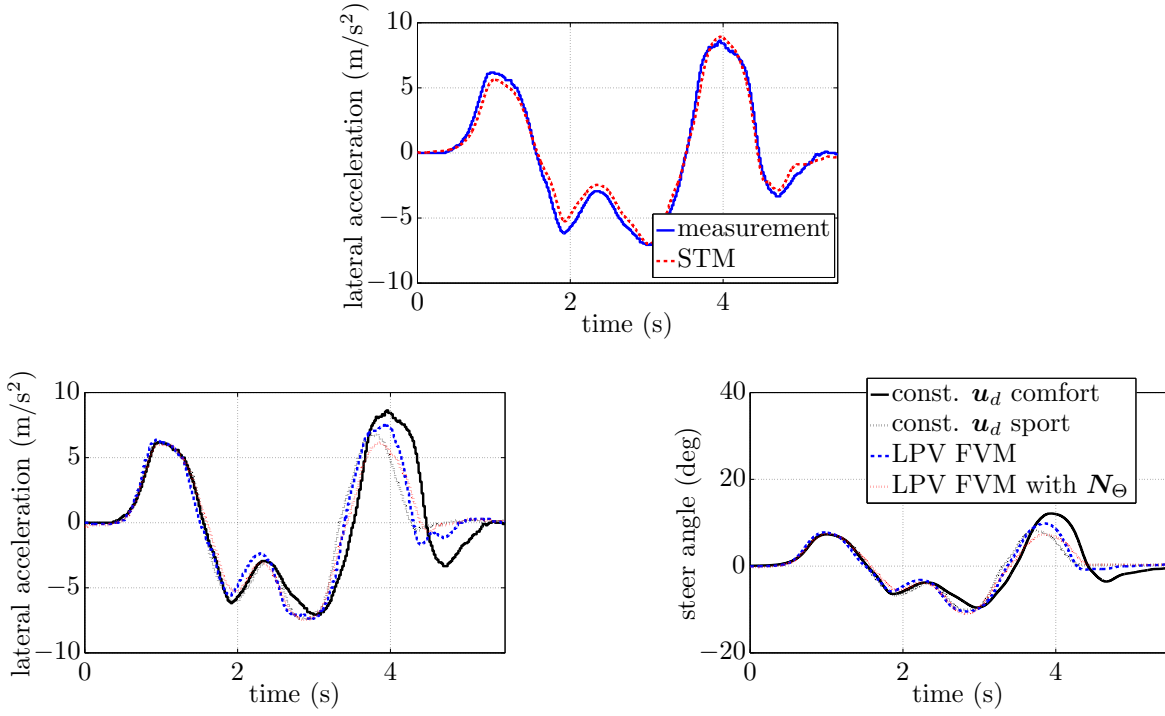 10
5
0
−5
−10
lateral acceleration (m/s²)
measurement
STM
0
2
4
time (s)
10
5
0
−5
−10
lateral acceleration (m/s²)
0
2
4
time (s)
40
20
0
−20
steer angle (deg)
const. u_d comfort
const. u_d sport
LPV FVM
LPV FVM with N_Θ
0
2
4
time (s)